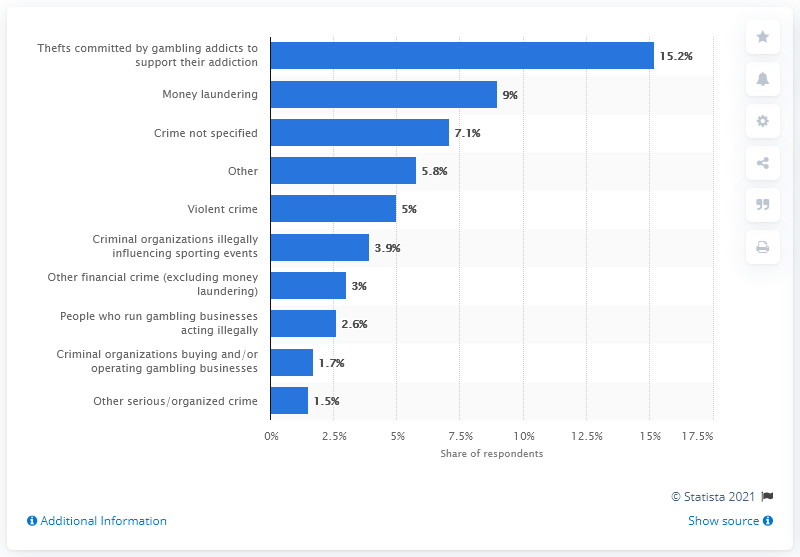 Thefts committed by gambling addicts to
support their addiction
15.2%
Money laundering
9%
Crime not specified
7.1%
Other
5.8%
Violent crime
5%
Criminal organizations illegally
influencing sporting events
3.9%
Other financial crime (excluding money
laundering)
3%
People who run gambling businesses
acting illegally
2.6%
Criminal organizations buying and/or
operating gambling businesses
1.7%
Other serious/organized crime
1.5%
0% 2.5% 5% 7.5% 10% 12.5% 15% 17.5%
Share of respondents
© Statista 2021
Additional Information
Show source